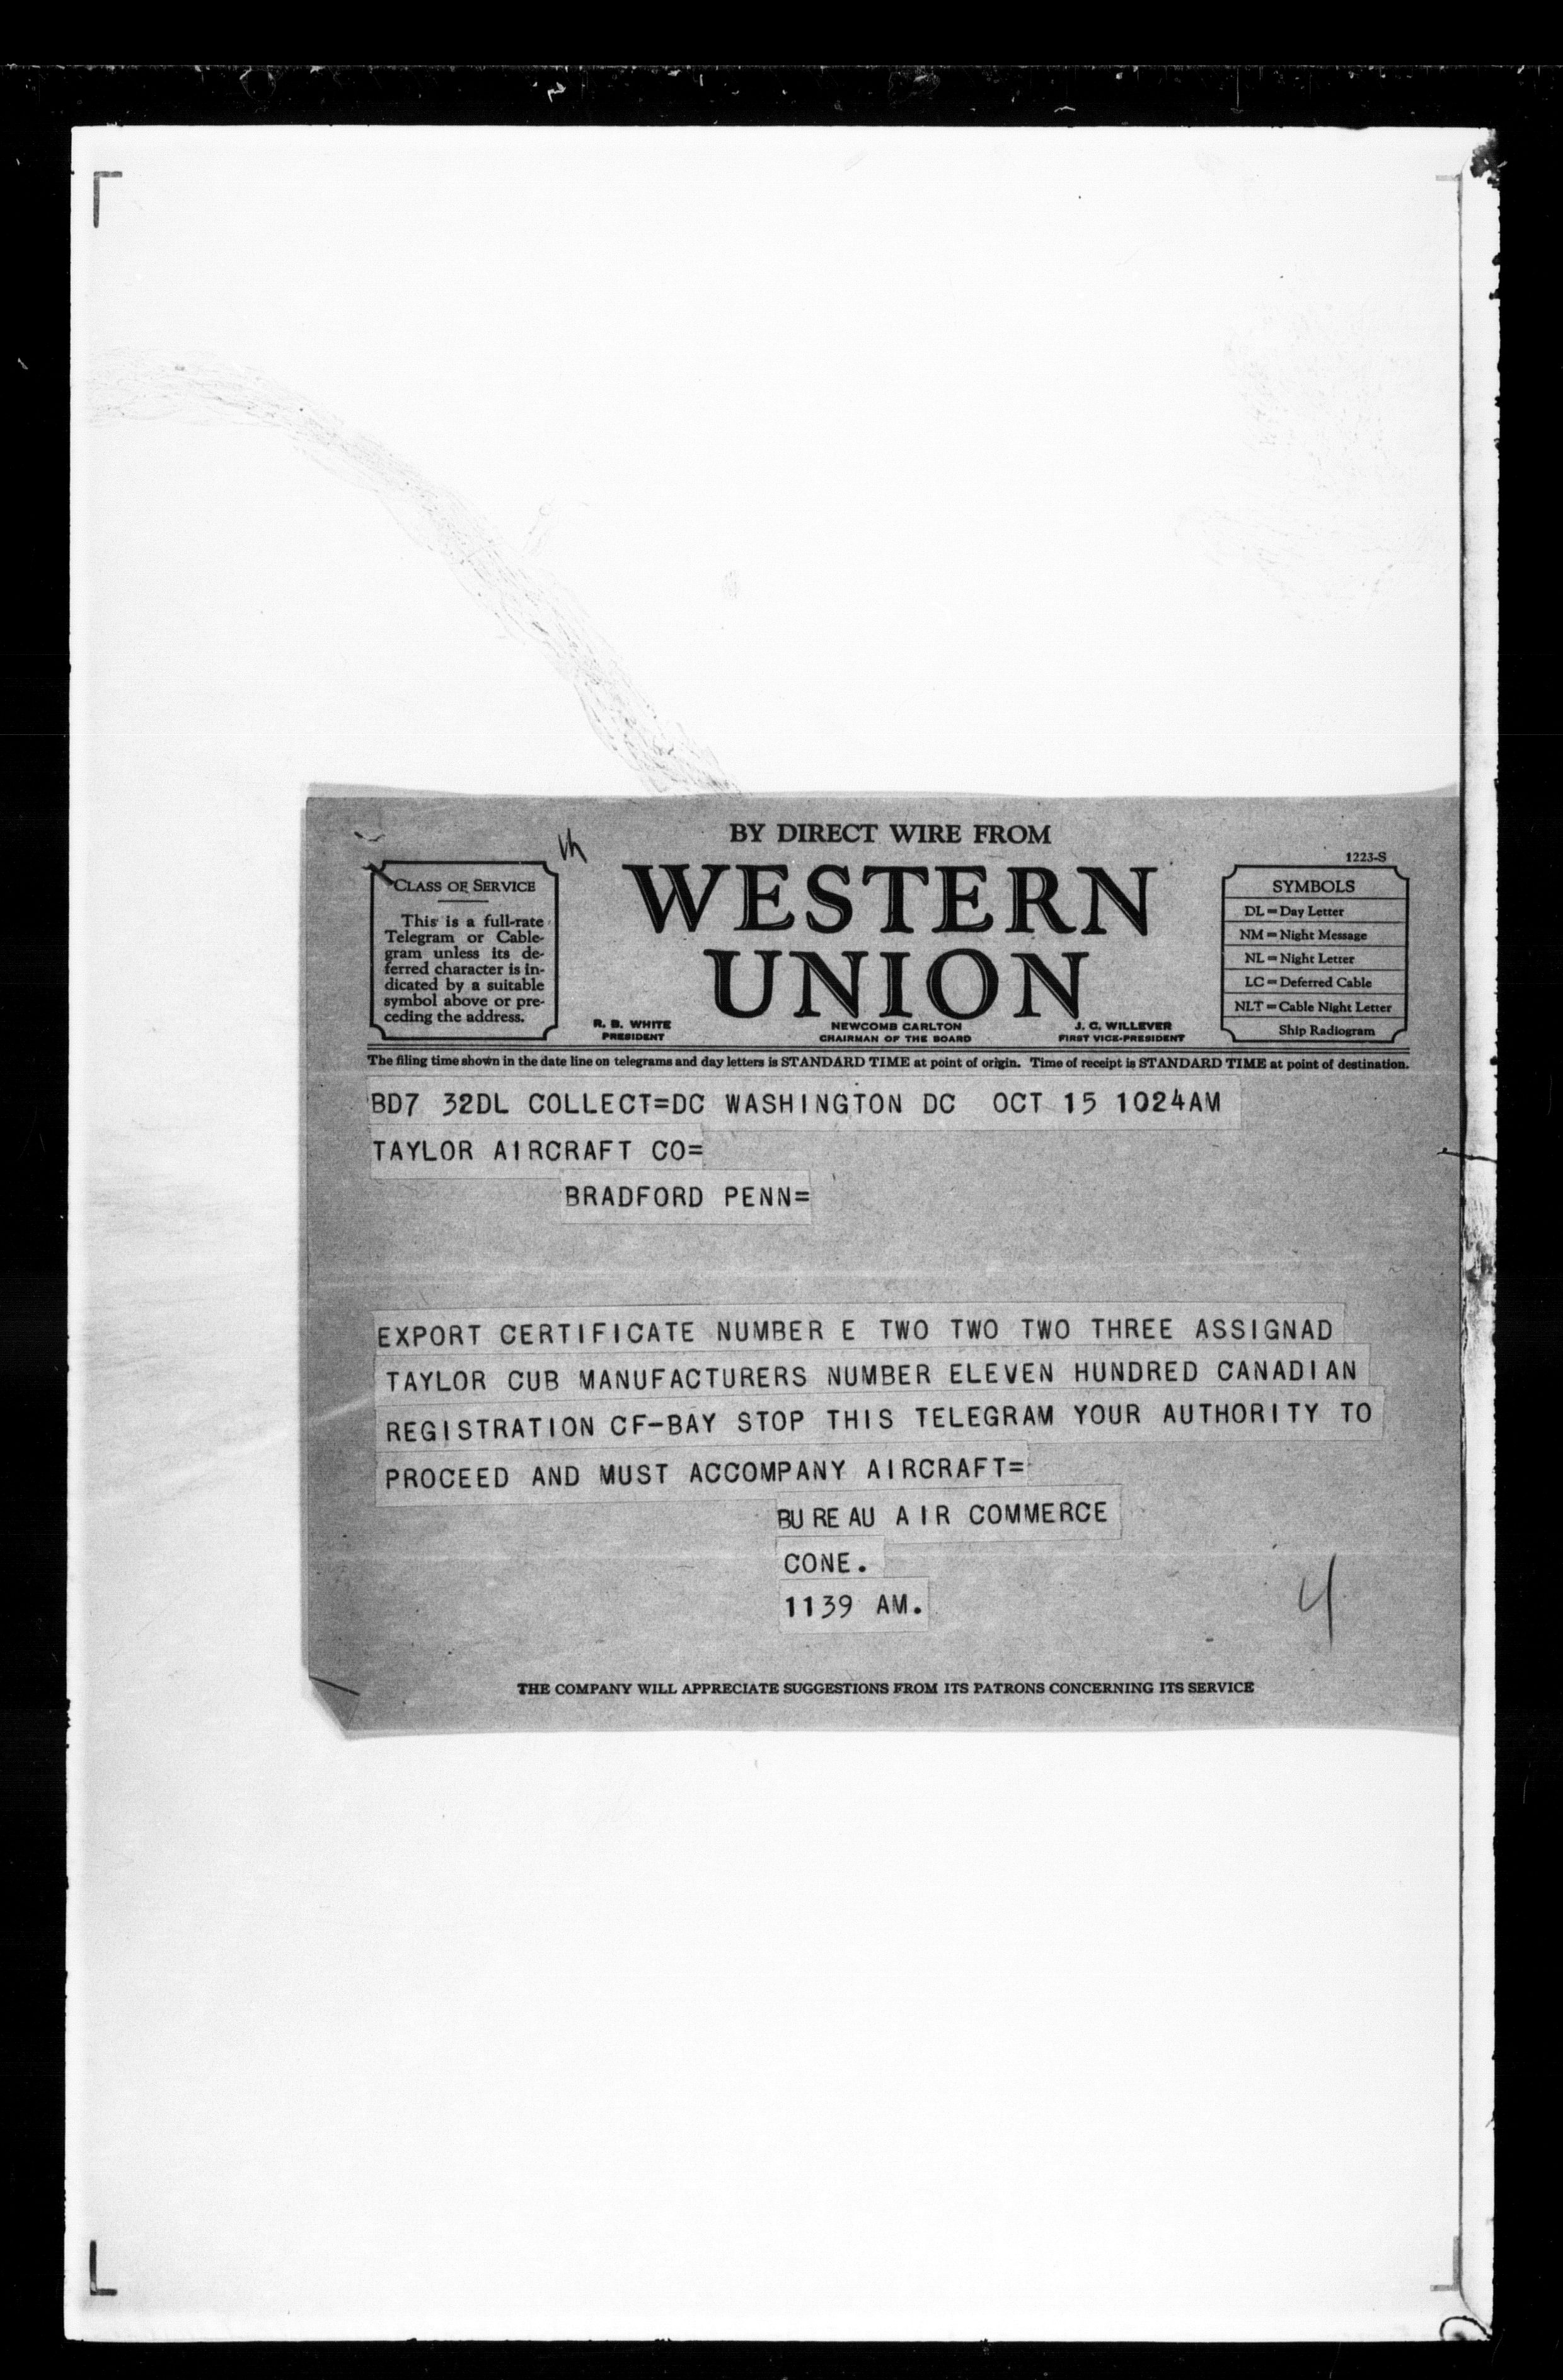 BY DIRECT WIRE FROM
WESTERN
UNION
1223-S
CLASS OF SERVICE
This is a full-rate
Telegram or Cable-
gram unless its de-
ferred character is in-
dicated by a suitable
symbol above or pre-
ceding the address.
R. B. WHITE
PRESIDENT
NEWCOMB CARLTON
CHAIRMAN OF THE BOARD
J. C. WILLEVER
FIRST VICE-PRESIDENT
SYMBOLS
DL = Day Letter
NM = Night Message
NL = Night Letter
LC = Deferred Cable
NLT = Cable Night Letter
Ship Radiogram
The filing time shown in the date line on telegrams and day letters is STANDARD TIME at point of origin. Time of receipt is STANDARD TIME at point of destination.
BD7 32DL COLLECT=DC WASHINGTON DC OCT 15 1024AM
TAYLOR AIRCRAFT CO=
BRADFORD PENN=
EXPORT CERTIFICATE NUMBER E TWO TWO TWO THREE ASSIGNAD
TAYLOR CUB MANUFACTURERS NUMBER ELEVEN HUNDRED CANADIAN
REGISTRATION CF-BAY STOP THIS TELEGRAM YOUR AUTHORITY TO
PROCEED AND MUST ACCOMPANY AIRCRAFT=
BUREAU AIR COMMERCE
CONE.
1139 AM.
4
THE COMPANY WILL APPRECIATE SUGGESTIONS FROM ITS PATRONS CONCERNING ITS SERVICE